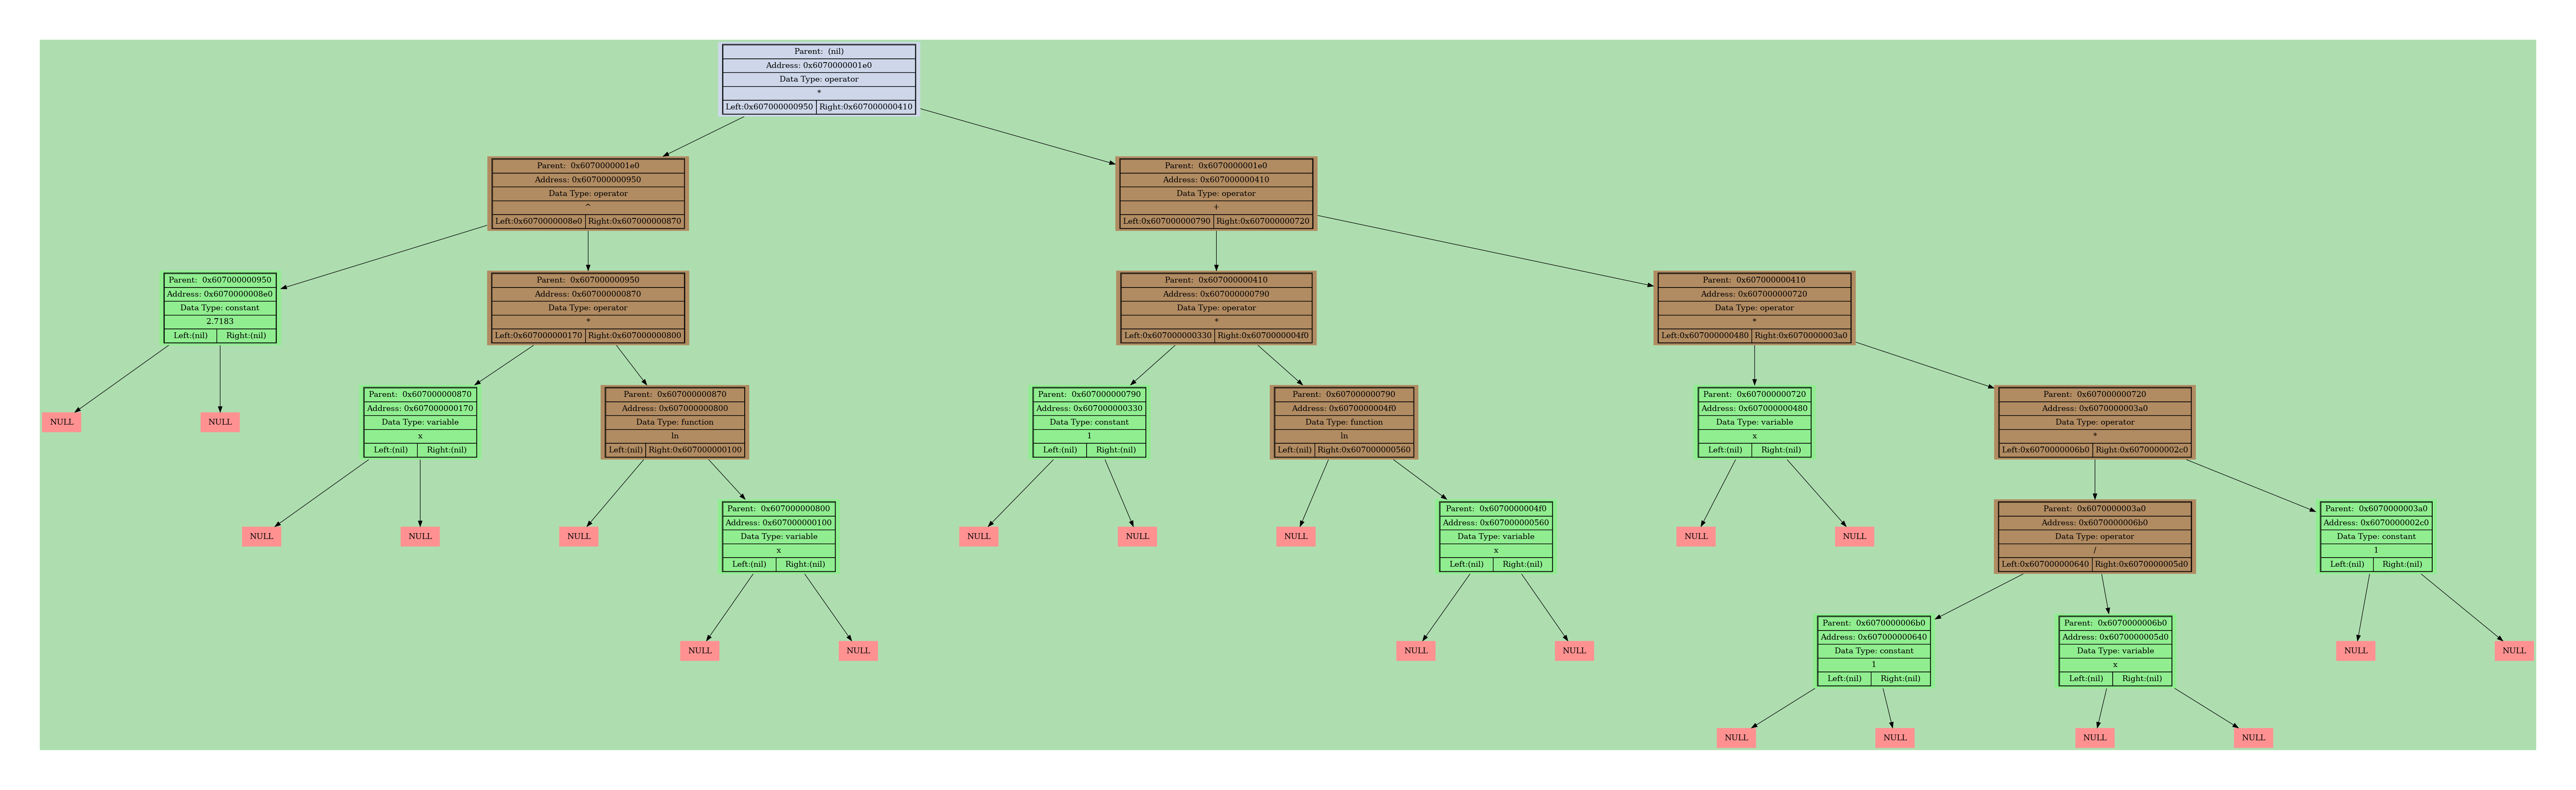 Parent:  (nil)
Address: 0x6070000001e0
Data Type: operator
*
Left:0x607000000950 Right:0x607000000410
Parent:  0x6070000001e0
Address: 0x607000000950
Data Type: operator
^
Left:0x6070000008e0 Right:0x607000000870
Parent:  0x6070000001e0
Address: 0x607000000410
Data Type: operator
+
Left:0x607000000790 Right:0x607000000720
Parent:  0x607000000950
Address: 0x6070000008e0
Data Type: constant
2.7183
Left:(nil) Right:(nil)
Parent:  0x607000000950
Address: 0x607000000870
Data Type: operator
*
Left:0x607000000170 Right:0x607000000800
Parent:  0x607000000410
Address: 0x607000000790
Data Type: operator
*
Left:0x607000000330 Right:0x6070000004f0
Parent:  0x607000000410
Address: 0x607000000720
Data Type: operator
*
Left:0x607000000480 Right:0x6070000003a0
NULL
NULL
Parent:  0x607000000870
Address: 0x607000000170
Data Type: variable
x
Left:(nil) Right:(nil)
Parent:  0x607000000870
Address: 0x607000000800
Data Type: function
ln
Left:(nil) Right:0x607000000100
Parent:  0x607000000790
Address: 0x607000000330
Data Type: constant
1
Left:(nil) Right:(nil)
Parent:  0x607000000790
Address: 0x6070000004f0
Data Type: function
ln
Left:(nil) Right:0x607000000560
Parent:  0x607000000720
Address: 0x607000000480
Data Type: variable
x
Left:(nil) Right:(nil)
Parent:  0x607000000720
Address: 0x6070000003a0
Data Type: operator
*
Left:0x6070000006b0 Right:0x6070000002c0
NULL
NULL
NULL
Parent:  0x607000000800
Address: 0x607000000100
Data Type: variable
x
Left:(nil) Right:(nil)
NULL
NULL
NULL
Parent:  0x6070000004f0
Address: 0x607000000560
Data Type: variable
x
Left:(nil) Right:(nil)
NULL
NULL
Parent:  0x6070000003a0
Address: 0x6070000006b0
Data Type: operator
/
Left:0x607000000640 Right:0x6070000005d0
Parent:  0x6070000003a0
Address: 0x6070000002c0
Data Type: constant
1
Left:(nil) Right:(nil)
NULL
NULL
NULL
NULL
Parent:  0x6070000006b0
Address: 0x607000000640
Data Type: constant
1
Left:(nil) Right:(nil)
Parent:  0x6070000006b0
Address: 0x6070000005d0
Data Type: variable
x
Left:(nil) Right:(nil)
NULL
NULL
NULL
NULL
NULL
NULL